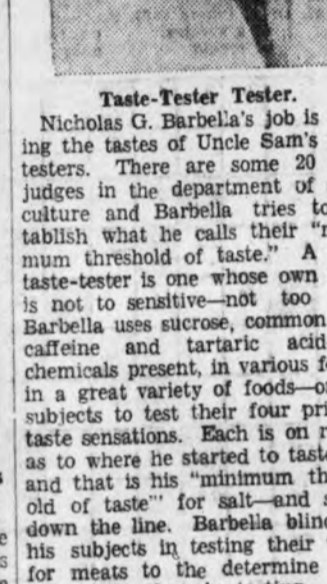 Taste-Tester Tester.
Nicholas G. Barbella's job is
ing the tastes of Uncle Sam's
testers. There are some 20
judges in the department of
culture and Barbella tries to
tablish what he calls their "
mum threshold of taste." A
taste-tester is one whose own
is not to sensitive—not too
Barbella uses sucrose, common
caffeine and tartaric acid
chemicals present, in various f
in a great variety of foods—o
subjects to test their four pri
taste sensations. Each is on r
as to where he started to tast
and that is his "minimum th
old of taste"' for salt—and s
down the line. Barbella blin
his subjects in testing their
for meats to the determine